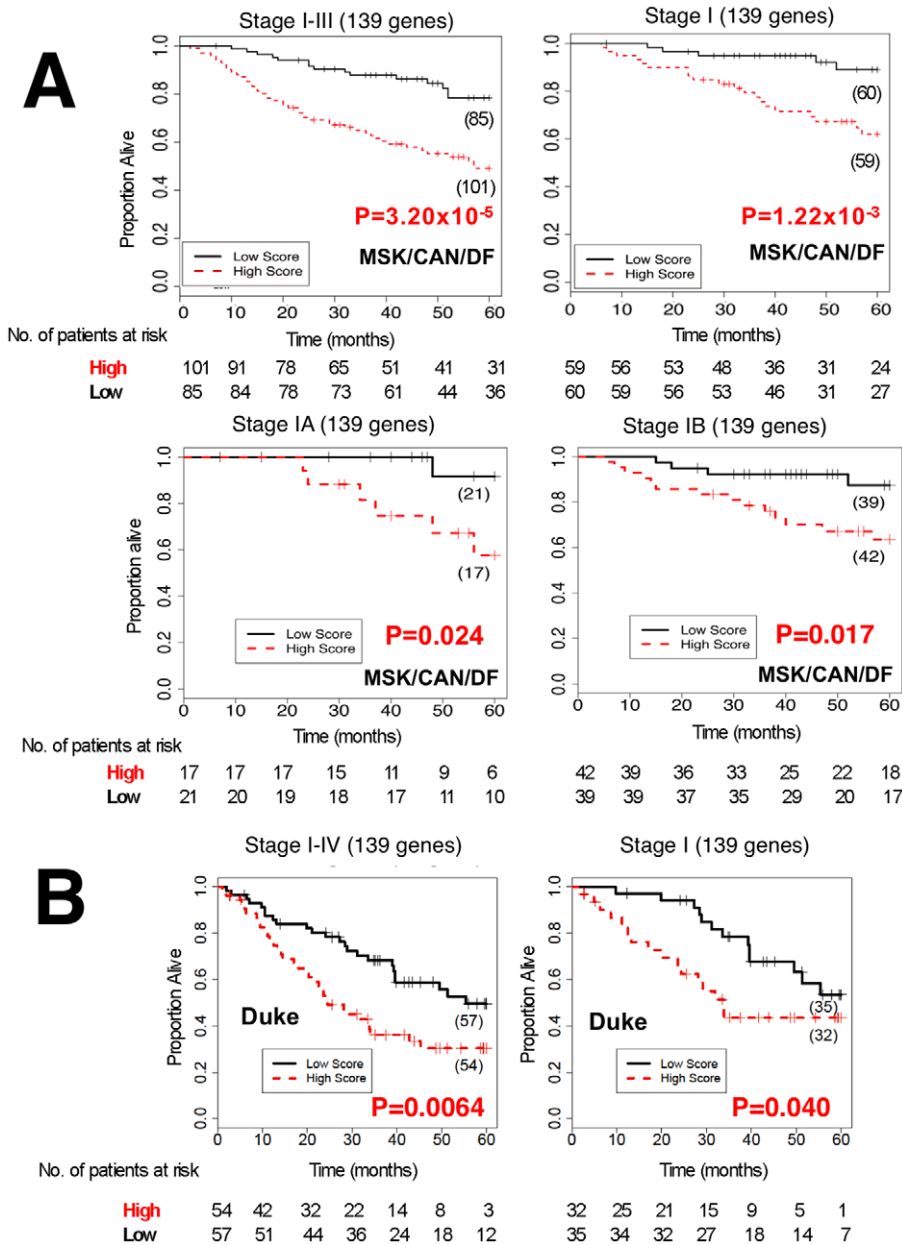 A
Stage I-III (139 genes)
Proportion Alive
1.0
0.8
0.6
0.4
0.2
0.0
(85)
(101)
P=3.20x10-5
MSK/CAN/DF
Low Score
High Score
0 10 20 30 40 50 60
Time (months)
Stage I (139 genes)
1.0
0.8
0.6
0.4
0.2
0.0
(60)
(59)
P=1.22x10-3
MSK/CAN/DF
Low Score
High Score
0 10 20 30 40 50 60
Time (months)
No. of patients at risk
High 101 91 78 65 51 41 31 59 56 53 48 36 31 24
Low 85 84 78 73 61 44 36 60 59 56 53 46 31 27
Stage IA (139 genes)
Proportion alive
1.0
0.8
0.6
0.4
0.2
0.0
(21)
(17)
P=0.024
MSK/CAN/DF
Low Score
High Score
0 10 20 30 40 50 60
Time (months)
Stage IB (139 genes)
1.0
0.8
0.6
0.4
0.2
0.0
(39)
(42)
P=0.017
MSK/CAN/DF
Low Score
High Score
0 10 20 30 40 50 60
Time (months)
No. of patients at risk
High 17 17 17 15 11 9 6 42 39 36 33 25 22 18
Low 21 20 19 18 17 11 10 39 39 37 35 29 20 17
B
Stage I-IV (139 genes)
Proportion Alive
1.0
0.8
0.6
0.4
0.2
0.0
Duke
(57)
(54)
Low Score
High Score
P=0.0064
0 10 20 30 40 50 60
Time (months)
Stage I (139 genes)
Proportion Alive
1.0
0.8
0.6
0.4
0.2
0.0
Duke
(35)
(32)
Low Score
High Score
P=0.040
0 10 20 30 40 50 60
Time (months)
No. of patients at risk
High 54 42 32 22 14 8 3 32 25 21 15 9 5 1
Low 57 51 44 36 24 18 12 35 34 32 27 18 14 7